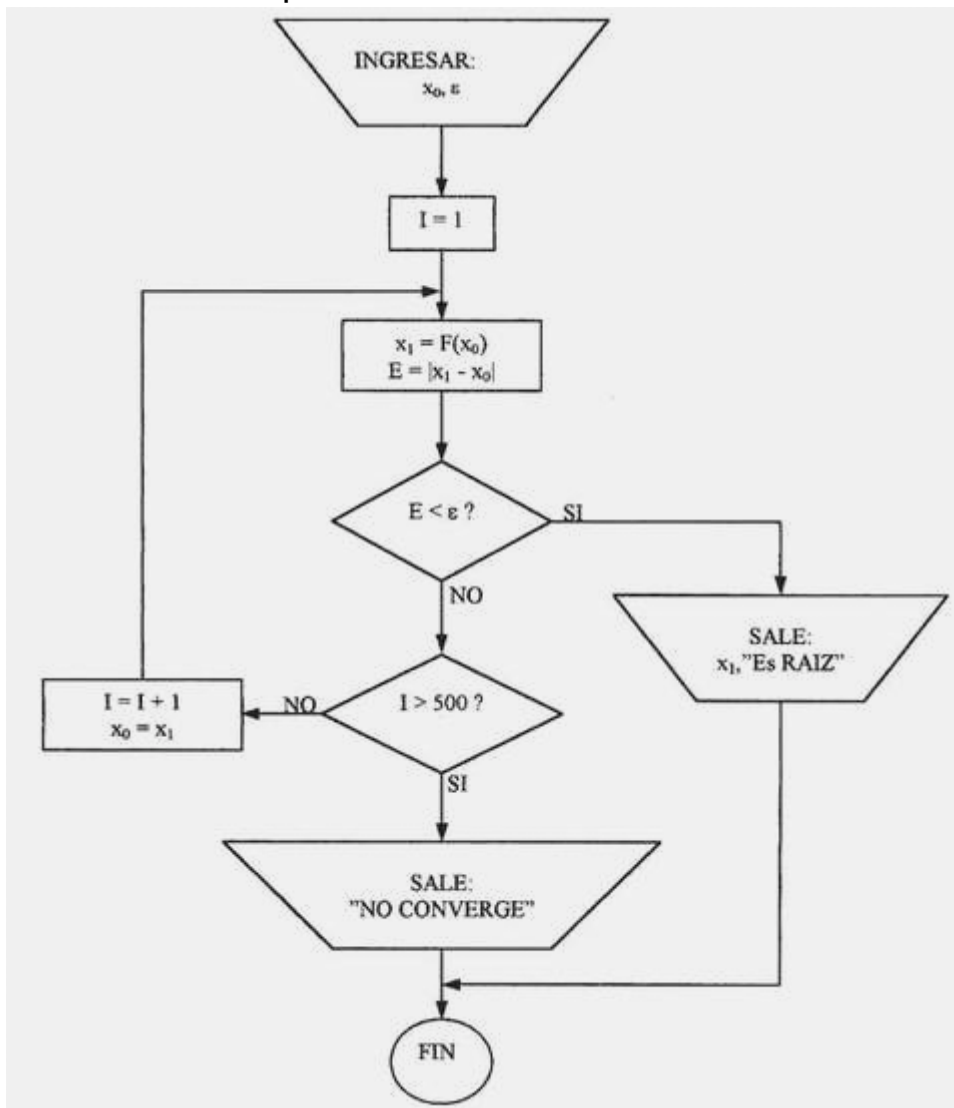 INGRESAR:
x₀, ε
I = 1
x₁ = F(x₀)
E = |x₁ - x₀|
E < ε ?
SI
NO
SALE:
x₁, "Es RAIZ"
I > 500 ?
NO
I = I + 1
x₀ = x₁
SI
SALE:
"NO CONVERGE"
FIN